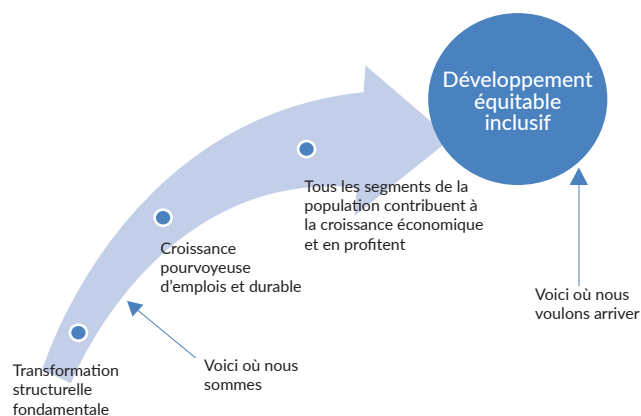 Développement
équitable
inclusif
Tous les segments de la
population contribuent à
la croissance économique
et en profitent
Croissance
pourvoyeuse
d’emplois et durable
Voici où nous
voulons arriver
Voici où nous
sommes
Transformation
structurelle
fondamentale